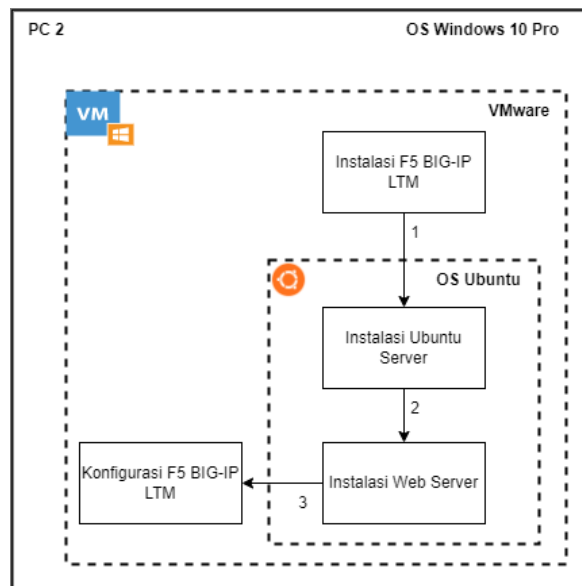 PC 2
OS Windows 10 Pro
VM
VMware
Instalasi F5 BIG-IP
LTM
1
OS Ubuntu
Instalasi Ubuntu
Server
2
Konfigurasi F5 BIG-IP
LTM
3
Instalasi Web Server